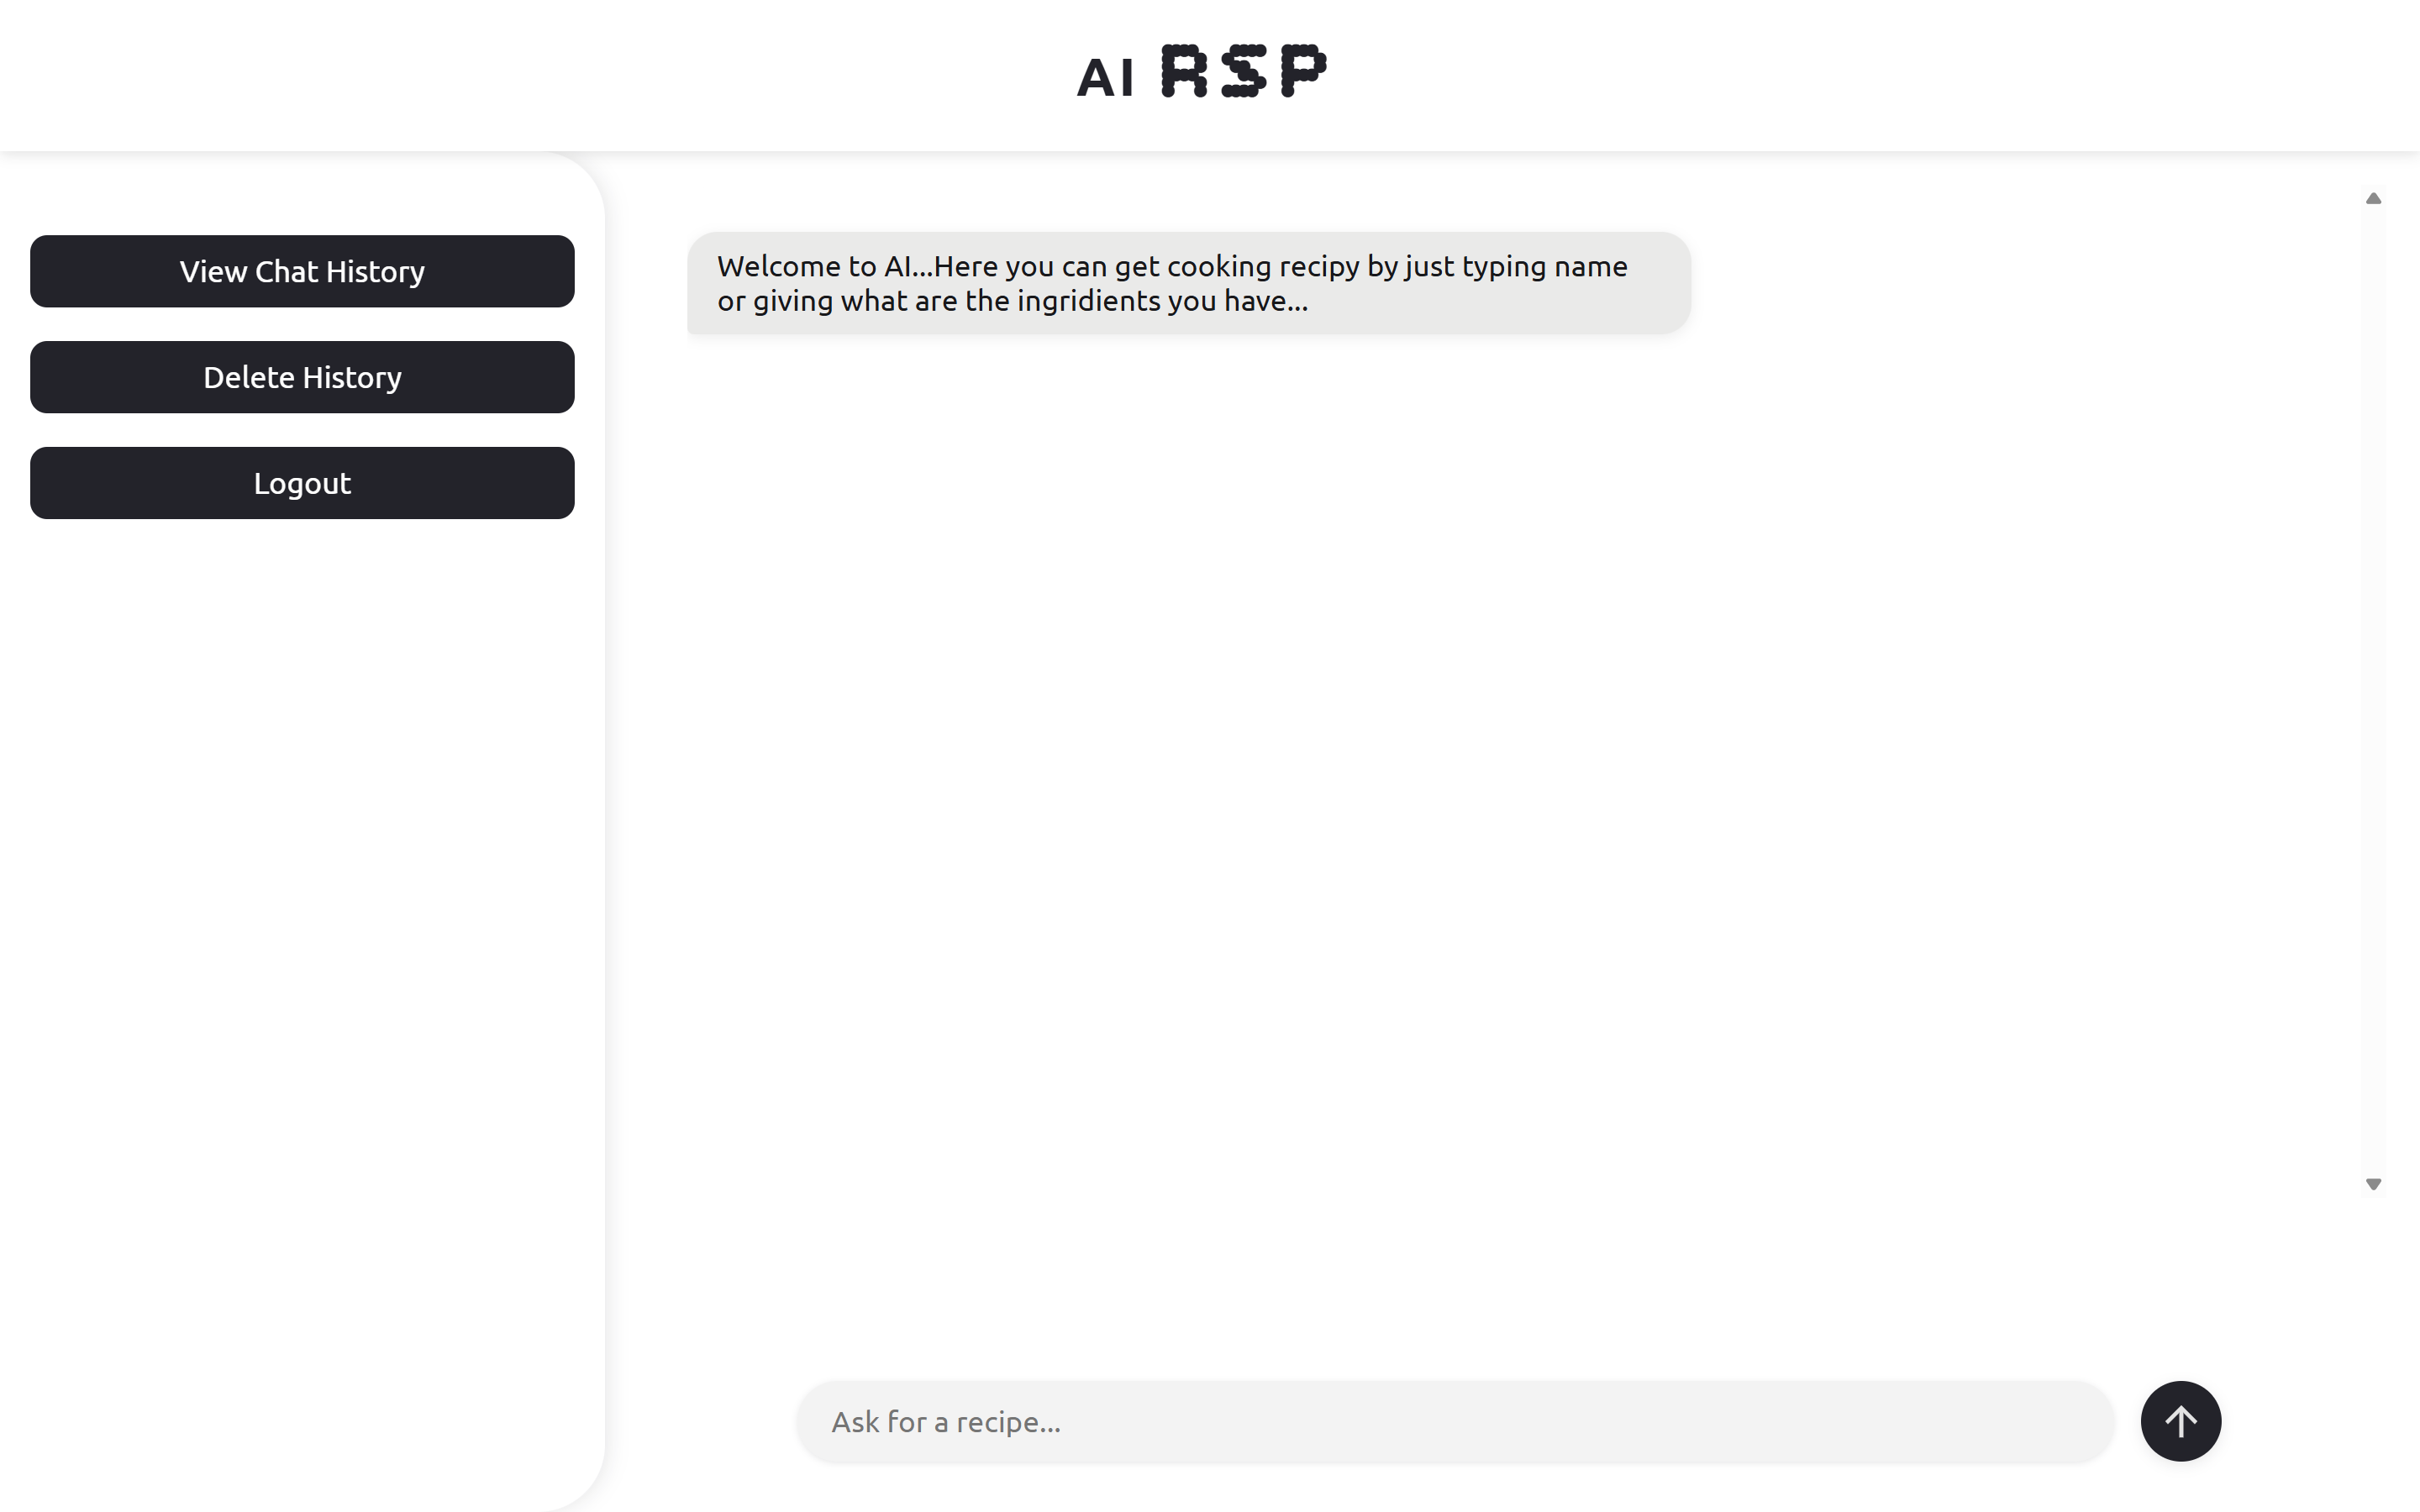 AI RSP
View Chat History
Delete History
Logout
Welcome to AI...Here you can get cooking recipy by just typing name
or giving what are the ingridients you have...
Ask for a recipe...